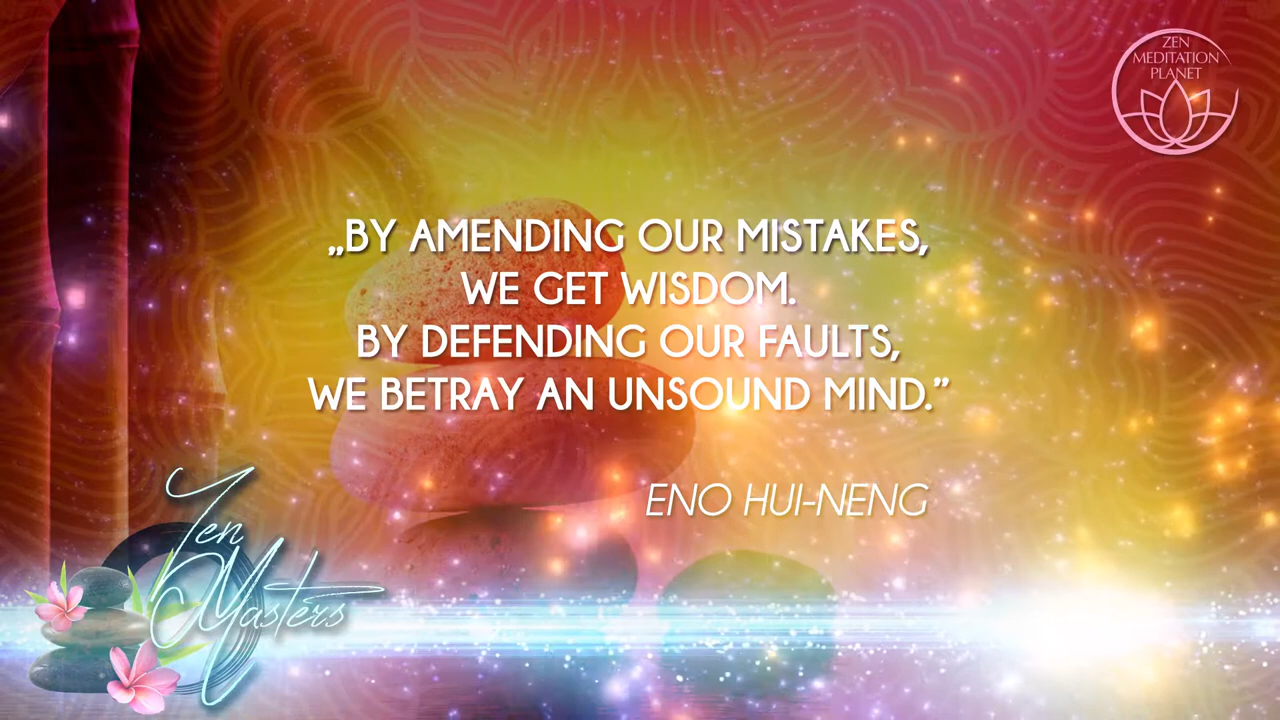 ZEN
MEDITATION
PLANET
„BY AMENDING OUR MISTAKES,
WE GET WISDOM.
BY DEFENDING OUR FAULTS,
WE BETRAY AN UNSOUND MIND.”
ENO HUI-NENG
Zen
Masters